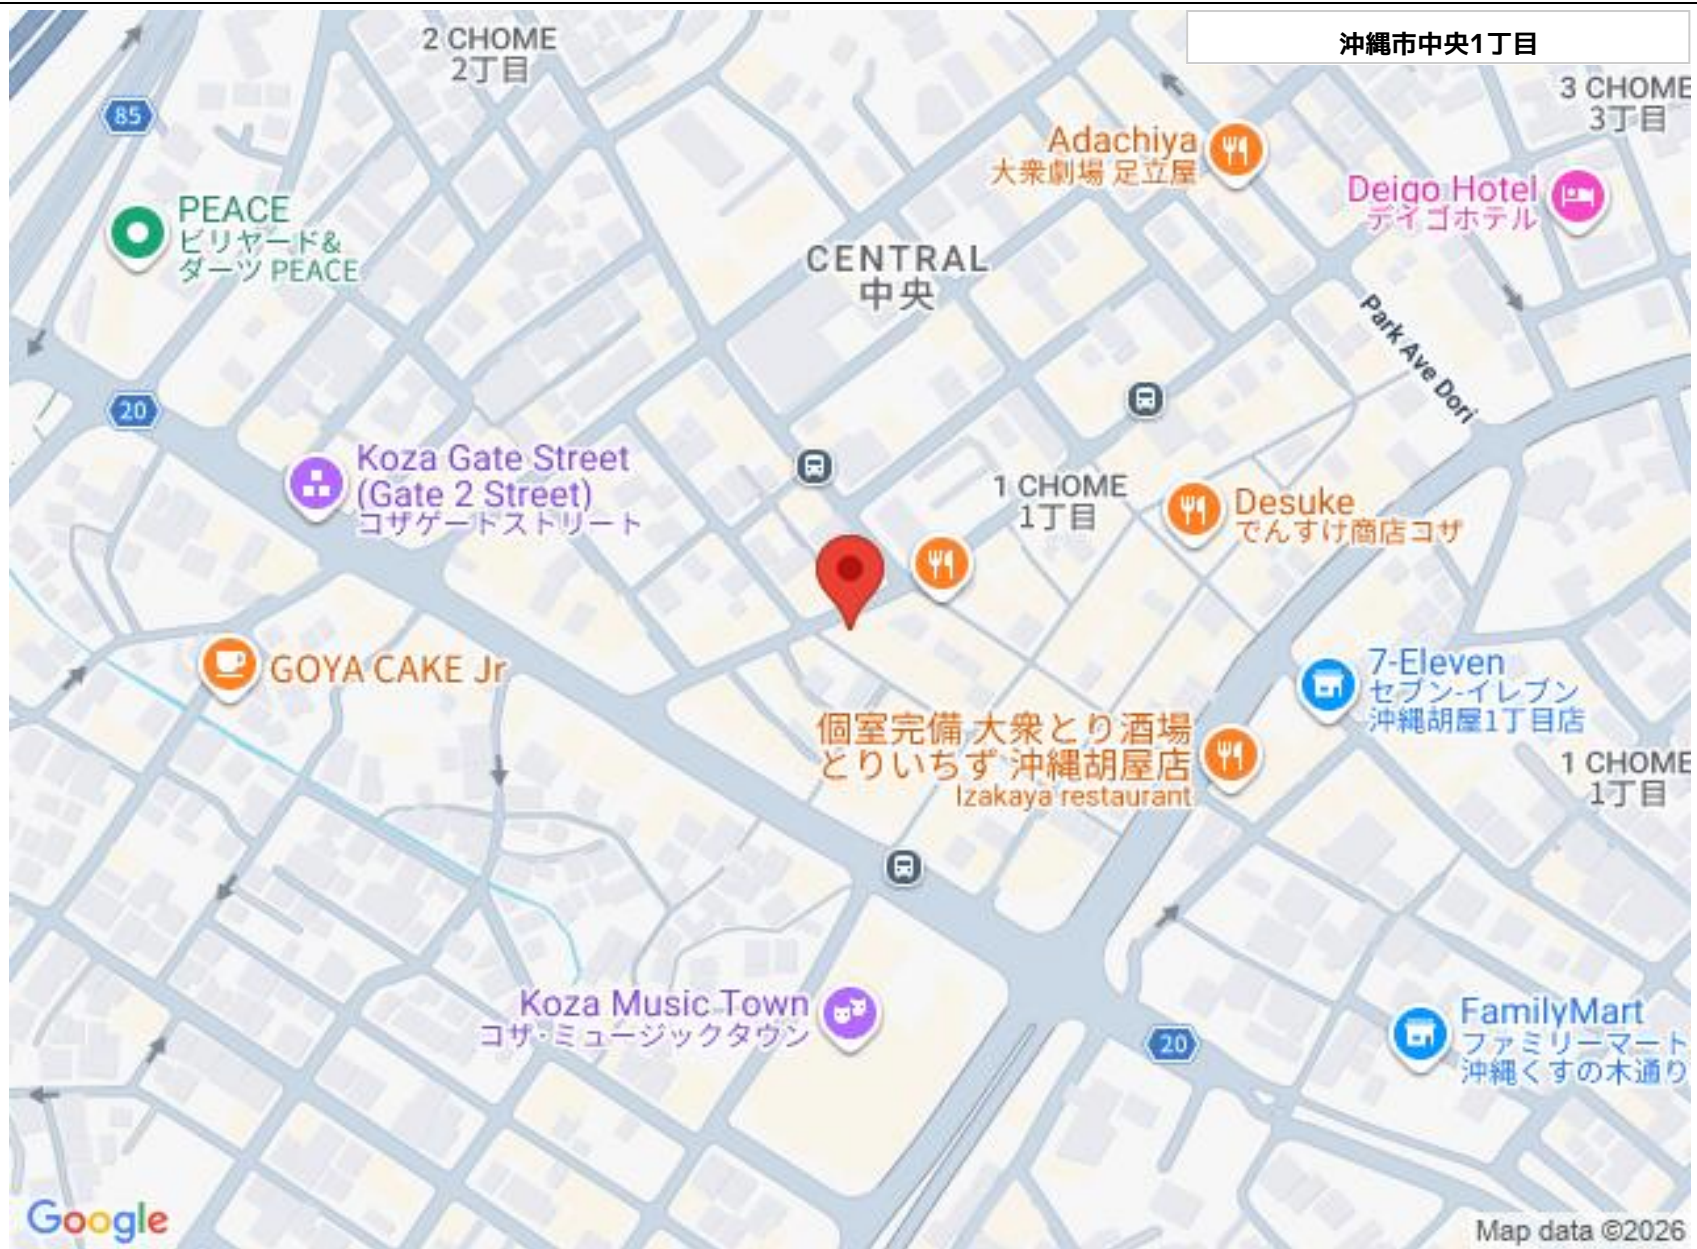 沖縄市中央1丁目
2 CHOME
2丁目
3 CHOME
3丁目
85
Adachiya
大衆劇場 足立屋
Deigo Hotel
デイゴホテル
PEACE
ビリヤード&
ダーツ PEACE
CENTRAL
中央
Park Ave Dori
20
Koza Gate Street
(Gate 2 Street)
コザゲートストリート
1 CHOME
1丁目
Desuke
でんすけ商店コザ
GOYA CAKE Jr
7-Eleven
セブン-イレブン
沖縄胡屋1丁目店
個室完備 大衆とり酒場
とりいちず 沖縄胡屋店
Izakaya restaurant
1 CHOME
1丁目
Koza Music Town
コザ・ミュージックタウン
20
FamilyMart
ファミリーマート
沖縄くすの木通り
Google
Map data ©2026